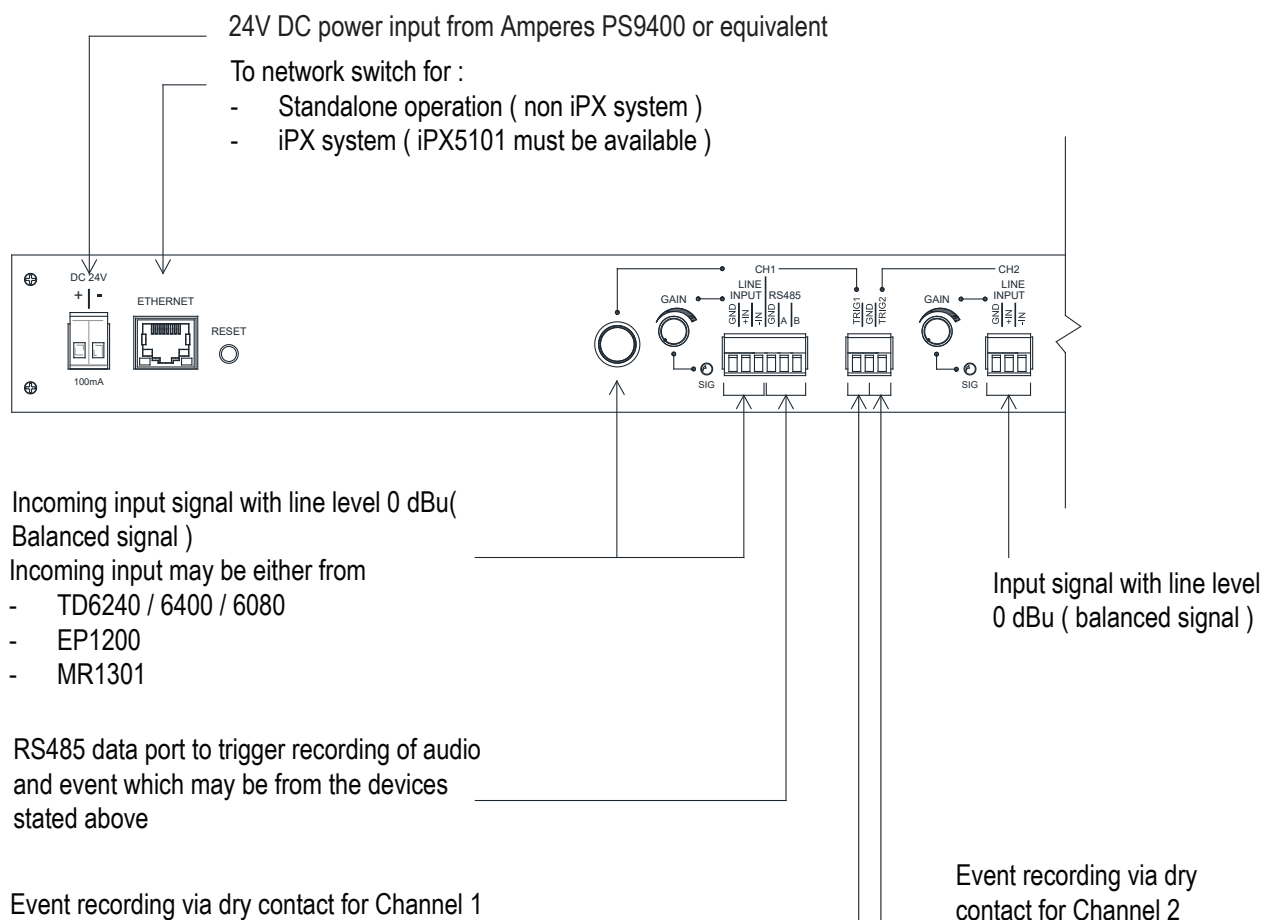 24V DC power input from Amperes PS9400 or equivalent
To network switch for :
- Standalone operation ( non iPX system )
- iPX system ( iPX5101 must be available )
DC 24V
+ -
100mA
ETHERNET
RESET
CH1
GAIN
LINE
INPUT
RS485
GND
+IN
-IN
GND
A
B
SIG
TRIG1
GND
TRIG2
CH2
GAIN
LINE
INPUT
GND
+IN
-IN
SIG
Incoming input signal with line level 0 dBu(
Balanced signal )
Incoming input may be either from
- TD6240 / 6400 / 6080
- EP1200
- MR1301
Input signal with line level
0 dBu ( balanced signal )
RS485 data port to trigger recording of audio
and event which may be from the devices
stated above
Event recording via dry contact for Channel 1
Event recording via dry
contact for Channel 2